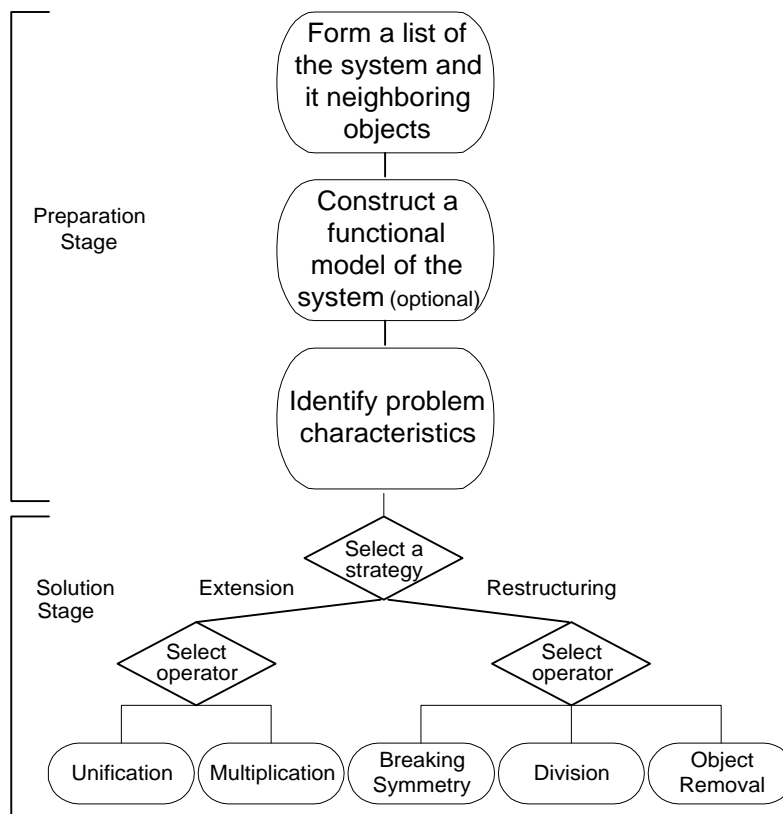 Form a list of
the system and
it neighboring
objects
Preparation
Stage
Construct a
functional
model of the
system (optional)
Identify problem
characteristics
Select a
strategy
Solution
Stage
Extension
Restructuring
Select
operator
Select
operator
Unification
Multiplication
Breaking
Symmetry
Division
Object
Removal